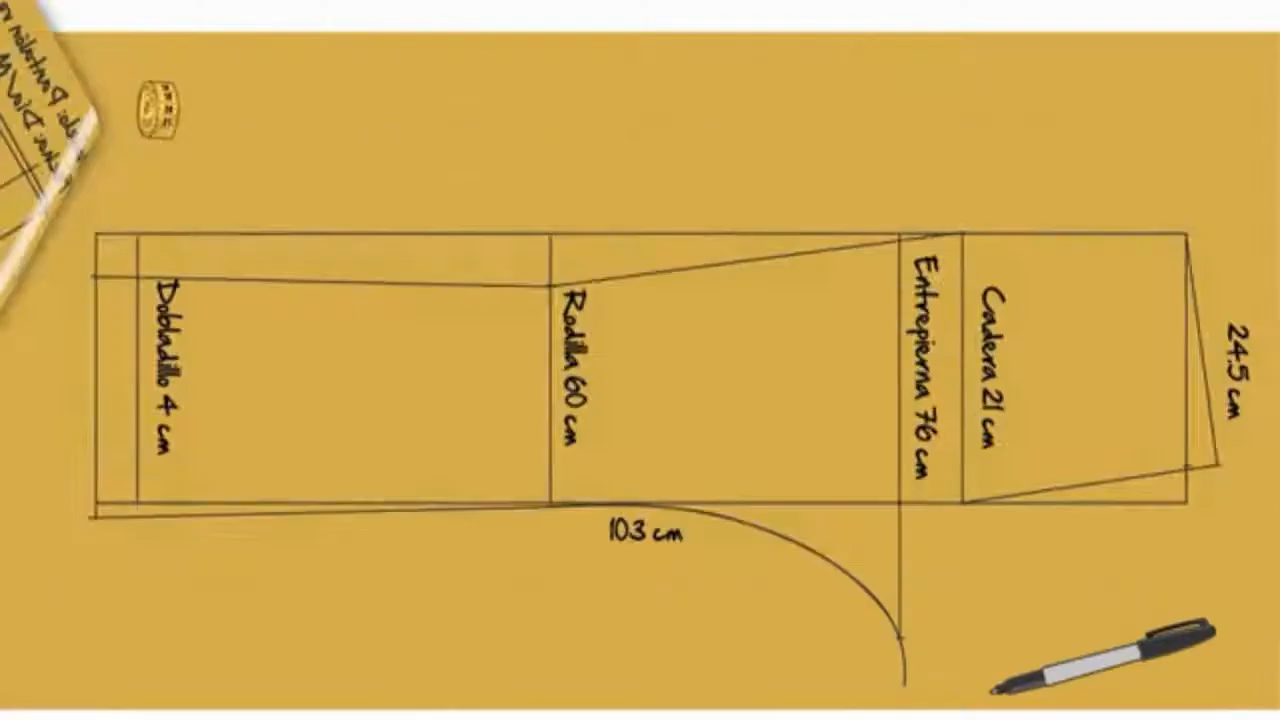 Dobladillo 4 cm
Rodilla 60 cm
Entrepierna 76 cm
Cadera 21 cm
24.5 cm
103 cm